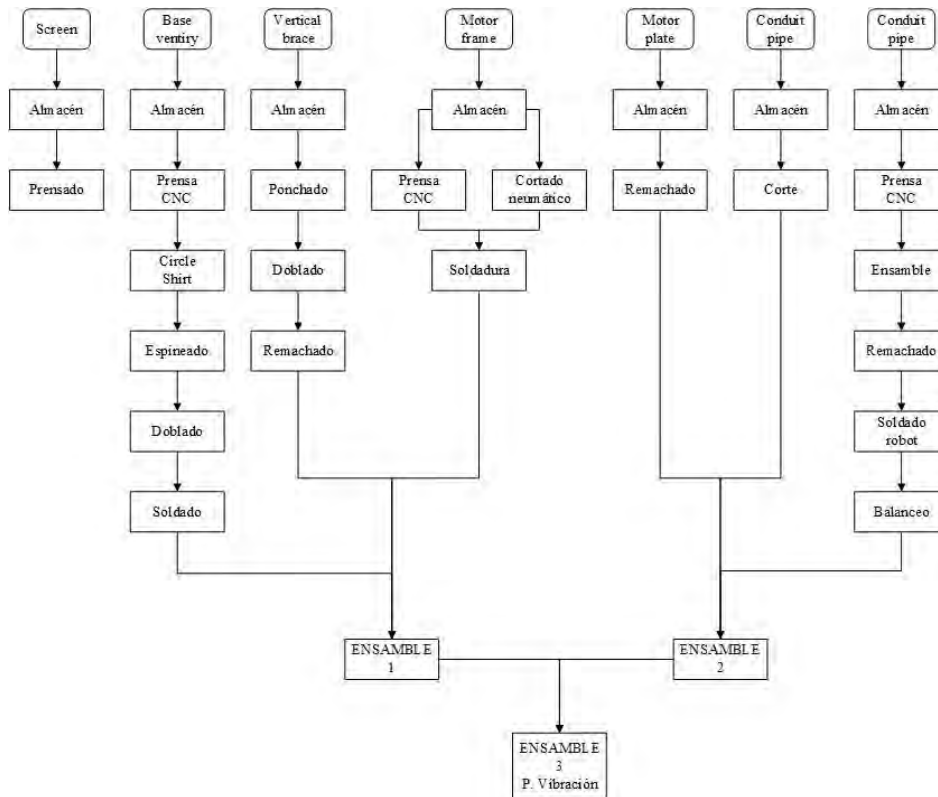 Screen
Base
ventiry
Vertical
brace
Motor
frame
Motor
plate
Conduit
pipe
Conduit
pipe
Almacén
Almacén
Almacén
Almacén
Almacén
Almacén
Almacén
Prensado
Prensa
CNC
Ponchado
Prensa
CNC
Cortado
neumático
Remachado
Corte
Prensa
CNC
Circle
Shirt
Doblado
Soldadura
Ensamble
Espineado
Remachado
Remachado
Doblado
Soldado
robot
Soldado
Balanceo
ENSAMBLE
1
ENSAMBLE
2
ENSAMBLE
3
P. Vibración